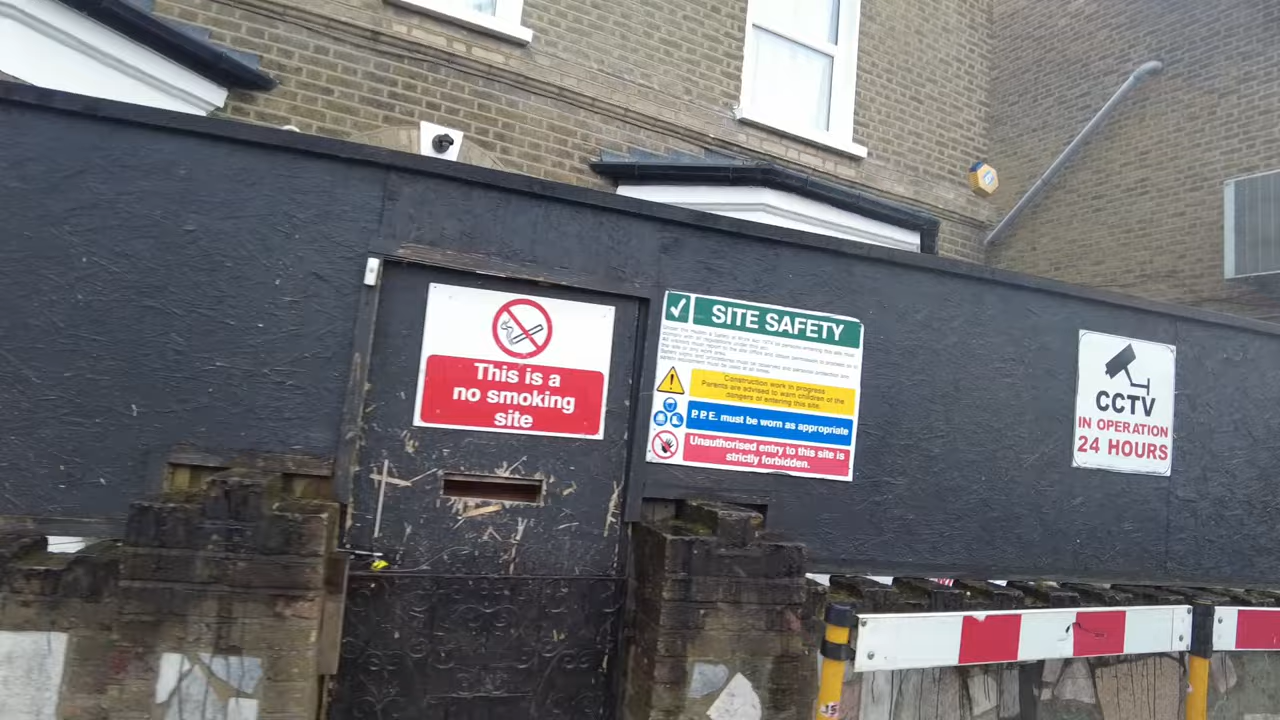 This is a
no smoking
site
SITE SAFETY
Construction work in progress
Parents are advised to warn children of the
dangers of entering this site.
P.P.E. must be worn as appropriate
Unauthorised entry to this site is
strictly forbidden.
CCTV
IN OPERATION
24 HOURS